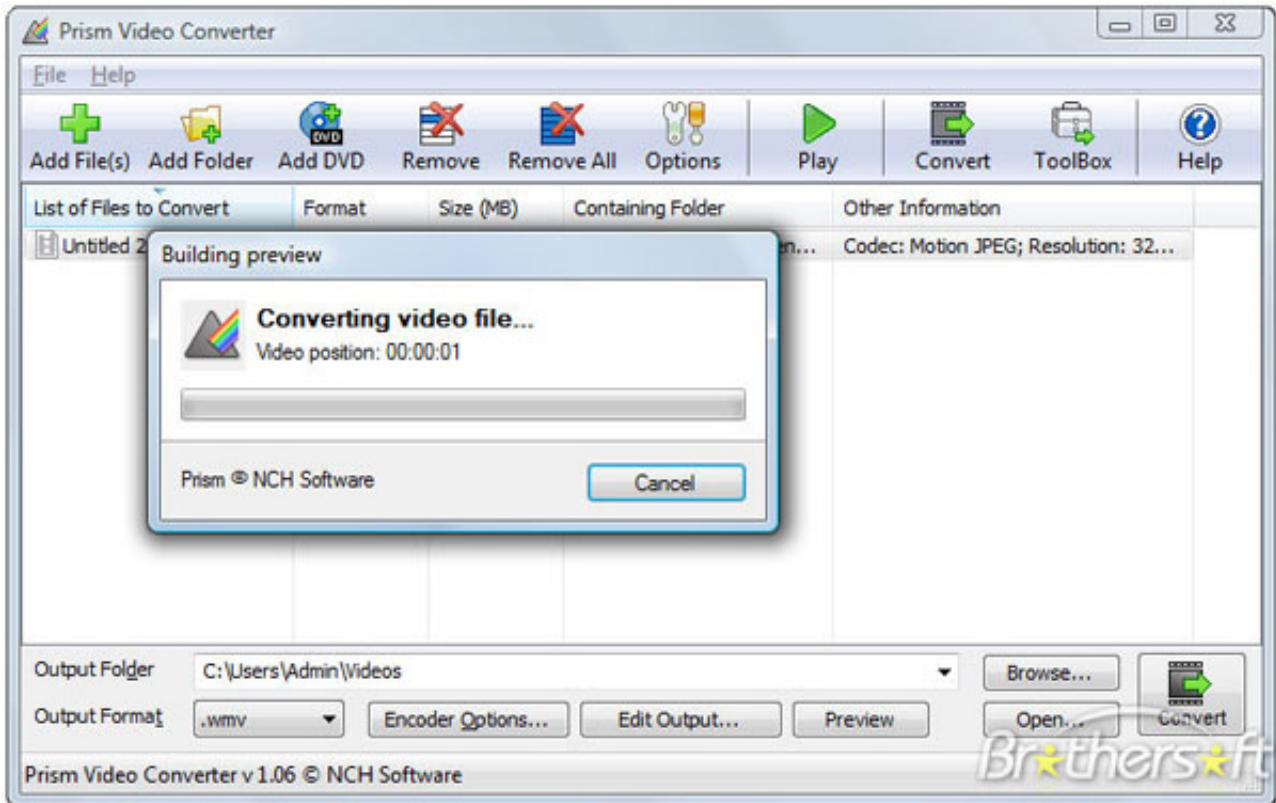 Prism Video Converter
File Help
Add File(s) Add Folder Add DVD Remove Remove All Options Play Convert ToolBox Help
DVD
List of Files to Convert Format Size (MB) Containing Folder Other Information
Untitled 2 en... Codec: Motion JPEG; Resolution: 32...
Building preview
Converting video file...
Video position: 00:00:01
Prism © NCH Software
Cancel
Output Folder C:\Users\Admin\Videos Browse...
Output Format .wmv Encoder Options... Edit Output... Preview Open... Convert
Brothersoft
Prism Video Converter v 1.06 © NCH Software